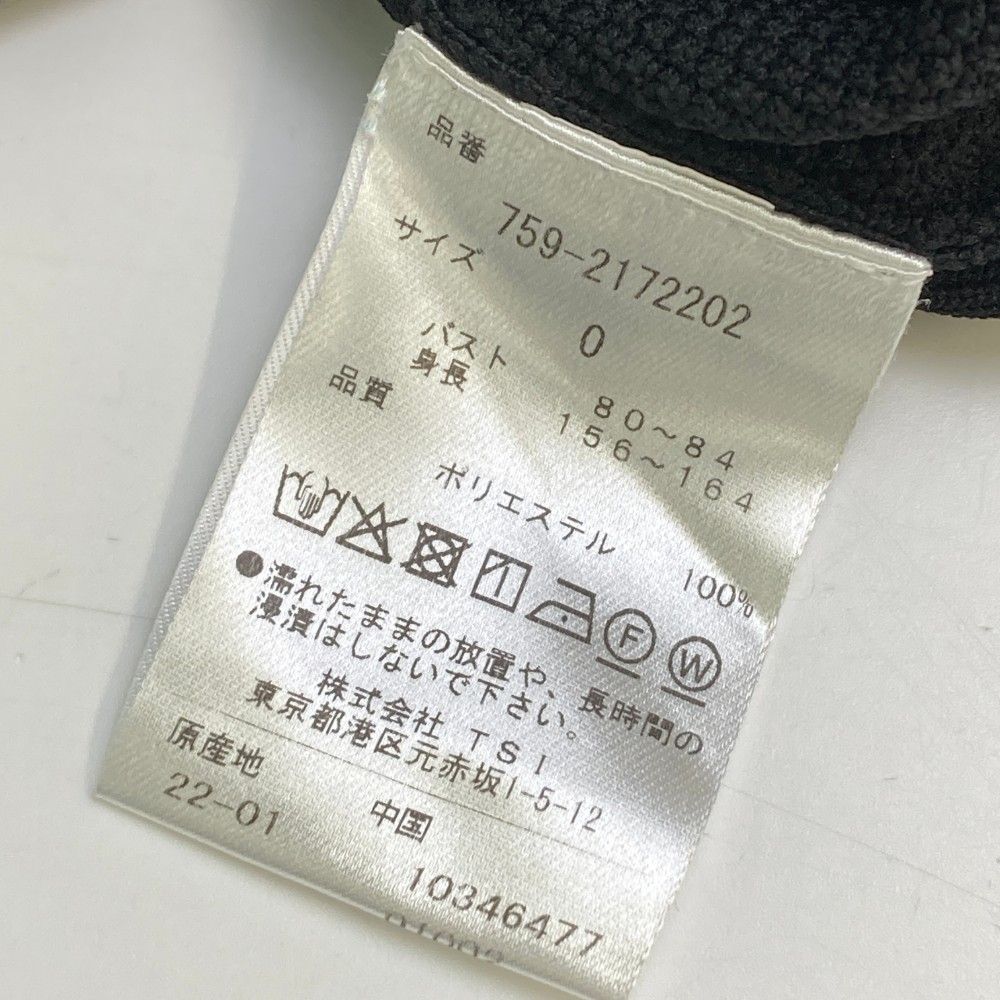 品番
759-2172202
サイズ
0
バスト 80～84
身長 156～164
品質
ポリエステル 100%
F W
●濡れたままの放置や、長時間の
浸漬はしないで下さい。
株式会社 TSI
東京都港区元赤坂1-5-12
原産地 中国
22-01 10346477